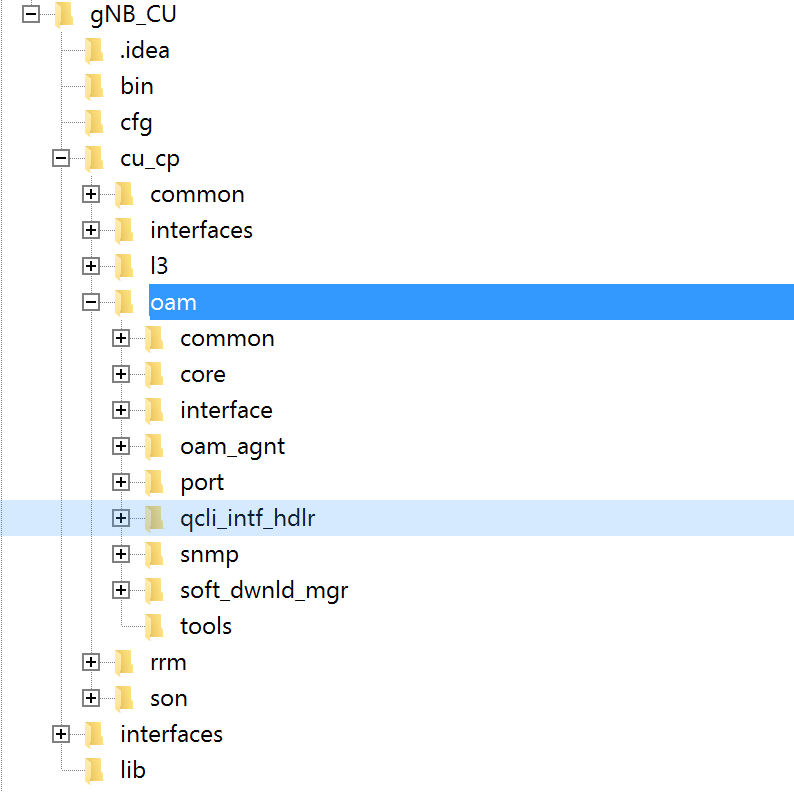 gNB_CU
.idea
bin
cfg
cu_cp
common
interfaces
l3
oam
common
core
interface
oam_agnt
port
qcli_intf_hdlr
snmp
soft_dwnld_mgr
tools
rrm
son
interfaces
lib